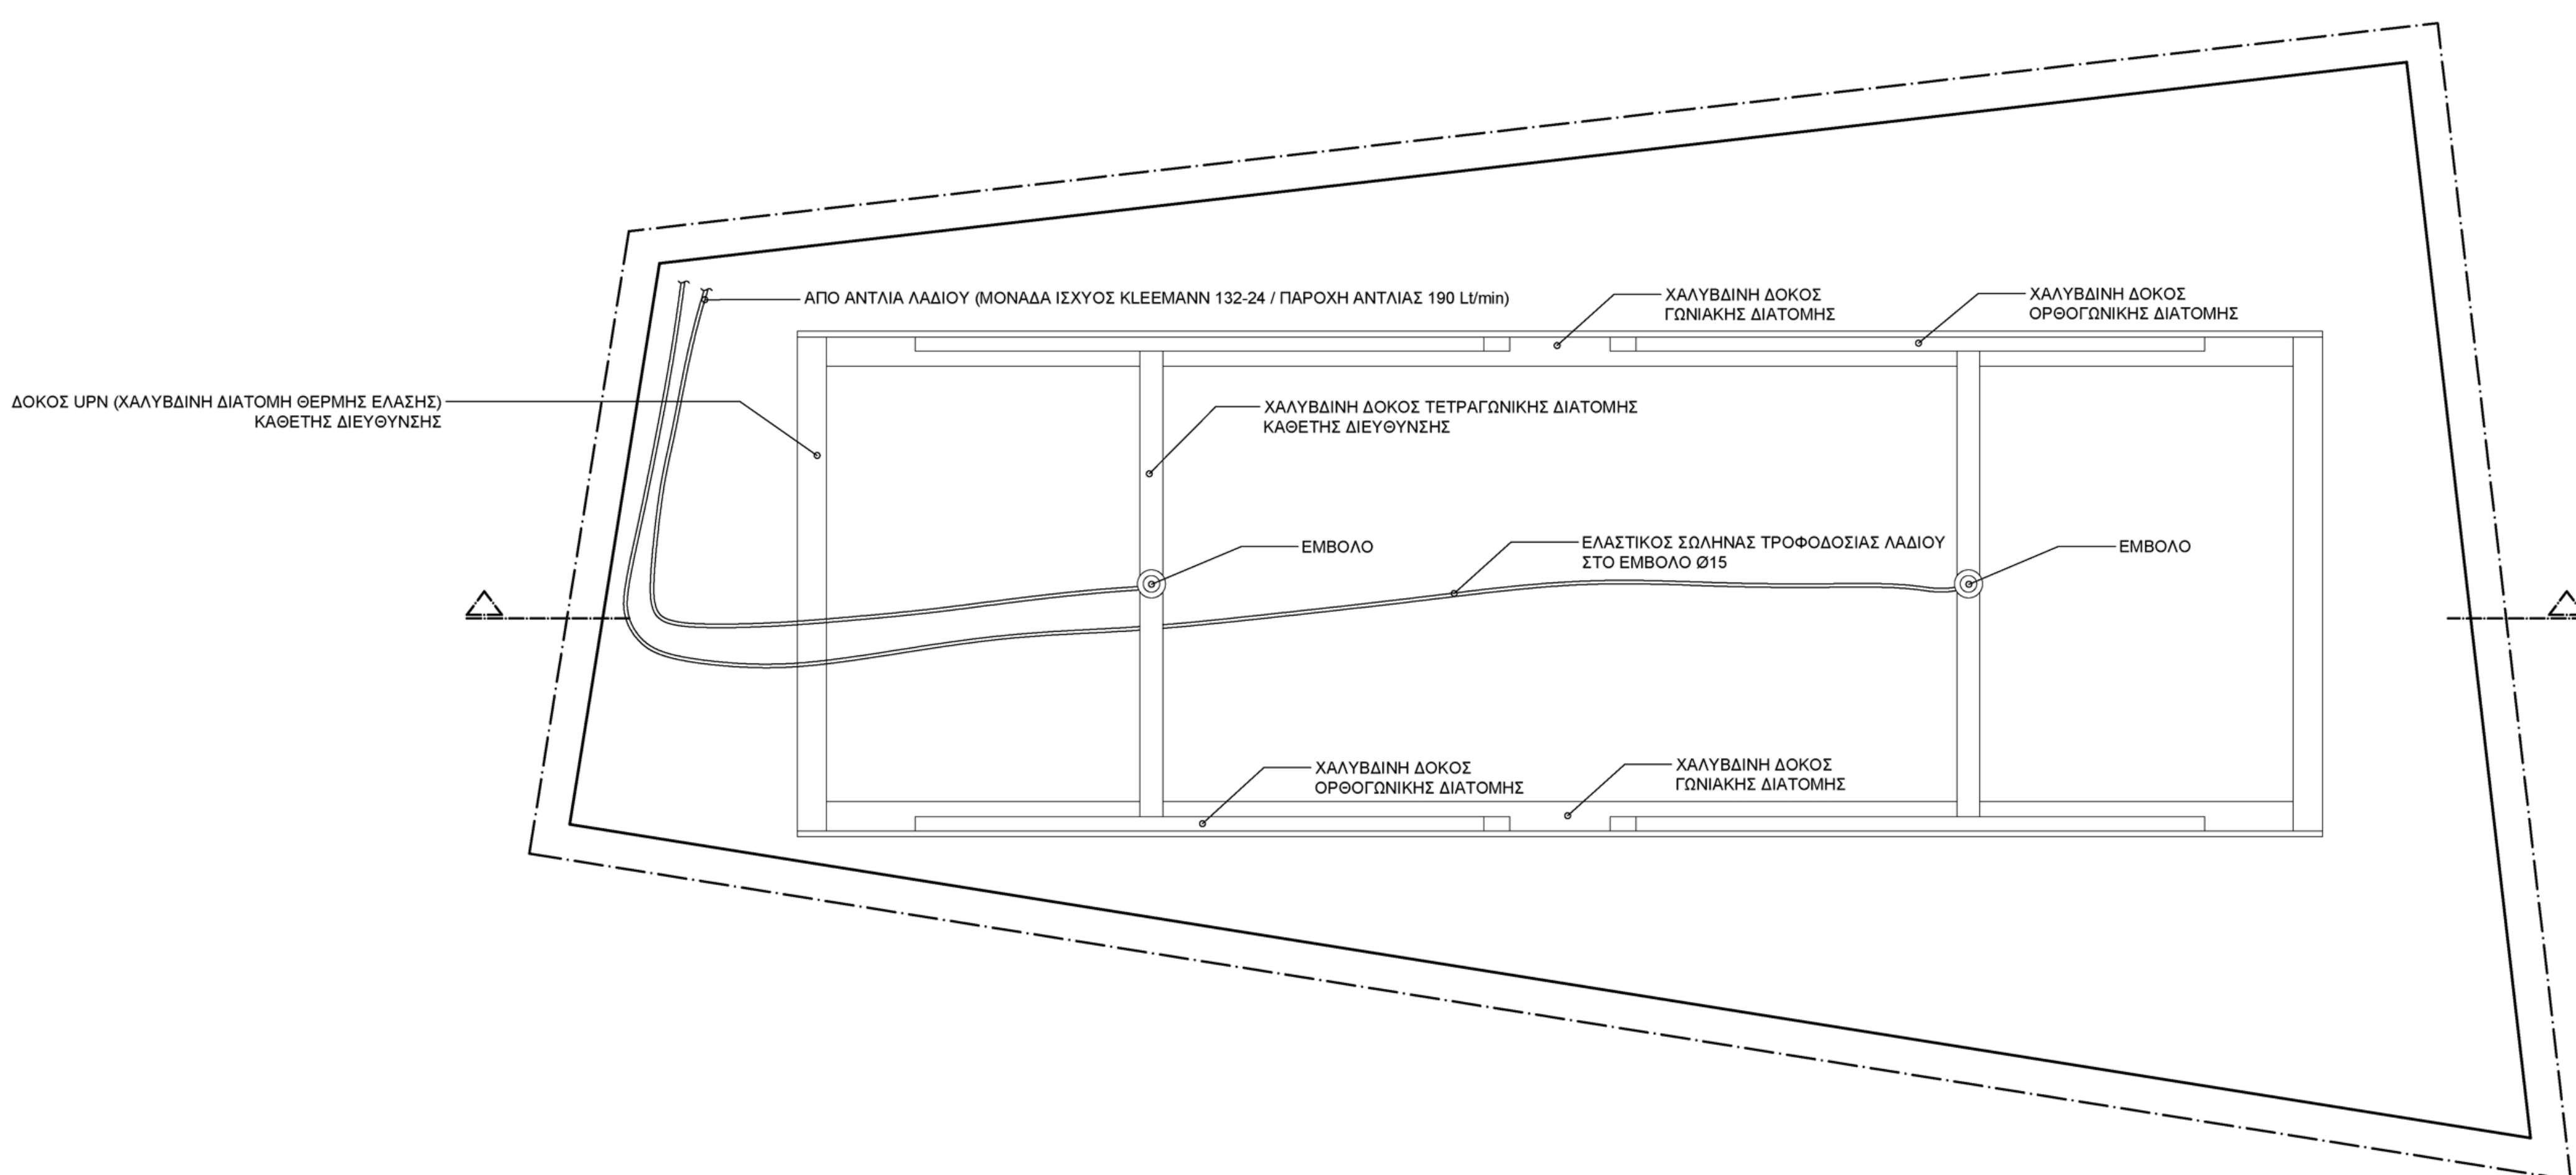 ΑΠΟ ΑΝΤΛΙΑ ΛΑΔΙΟΥ (ΜΟΝΑΔΑ ΙΣΧΥΟΣ KLEEMANN 132-24 / ΠΑΡΟΧΗ ΑΝΤΛΙΑΣ 190 Lt/min)
ΧΑΛΥΒΔΙΝΗ ΔΟΚΟΣ
ΓΩΝΙΑΚΗΣ ΔΙΑΤΟΜΗΣ
ΧΑΛΥΒΔΙΝΗ ΔΟΚΟΣ
ΟΡΘΟΓΩΝΙΚΗΣ ΔΙΑΤΟΜΗΣ
ΔΟΚΟΣ UPN (ΧΑΛΥΒΔΙΝΗ ΔΙΑΤΟΜΗ ΘΕΡΜΗΣ ΕΛΑΣΗΣ)
ΚΑΘΕΤΗΣ ΔΙΕΥΘΥΝΣΗΣ
ΧΑΛΥΒΔΙΝΗ ΔΟΚΟΣ ΤΕΤΡΑΓΩΝΙΚΗΣ ΔΙΑΤΟΜΗΣ
ΚΑΘΕΤΗΣ ΔΙΕΥΘΥΝΣΗΣ
ΕΜΒΟΛΟ
ΕΛΑΣΤΙΚΟΣ ΣΩΛΗΝΑΣ ΤΡΟΦΟΔΟΣΙΑΣ ΛΑΔΙΟΥ
ΣΤΟ ΕΜΒΟΛΟ Ø15
ΕΜΒΟΛΟ
ΧΑΛΥΒΔΙΝΗ ΔΟΚΟΣ
ΟΡΘΟΓΩΝΙΚΗΣ ΔΙΑΤΟΜΗΣ
ΧΑΛΥΒΔΙΝΗ ΔΟΚΟΣ
ΓΩΝΙΑΚΗΣ ΔΙΑΤΟΜΗΣ